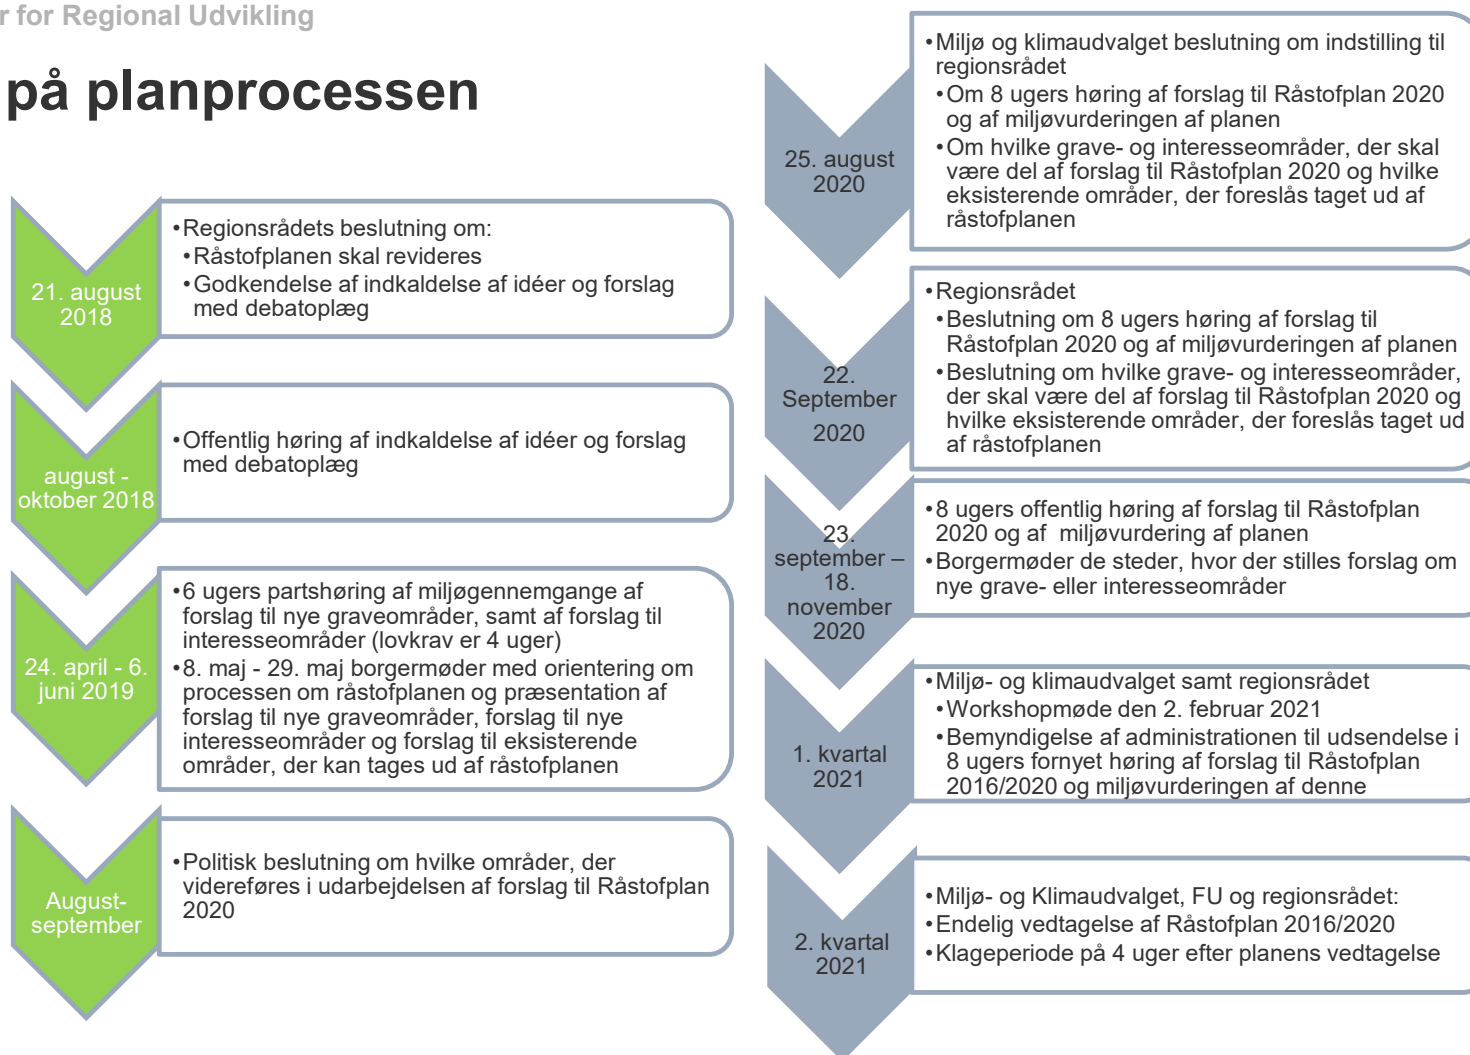 r for Regional Udvikling
på planprocessen
21. august
2018
•Regionsrådets beslutning om:
•Råstofplanen skal revideres
•Godkendelse af indkaldelse af idéer og forslag
med debatoplæg
august -
oktober 2018
•Offentlig høring af indkaldelse af idéer og forslag
med debatoplæg
24. april - 6.
juni 2019
•6 ugers partshøring af miljøgennemgange af
forslag til nye graveområder, samt af forslag til
interesseområder (lovkrav er 4 uger)
•8. maj - 29. maj borgermøder med orientering om
processen om råstofplanen og præsentation af
forslag til nye graveområder, forslag til nye
interesseområder og forslag til eksisterende
områder, der kan tages ud af råstofplanen
August-
september
•Politisk beslutning om hvilke områder, der
videreføres i udarbejdelsen af forslag til Råstofplan
2020
25. august
2020
•Miljø og klimaudvalget beslutning om indstilling til
regionsrådet
•Om 8 ugers høring af forslag til Råstofplan 2020
og af miljøvurderingen af planen
•Om hvilke grave- og interesseområder, der skal
være del af forslag til Råstofplan 2020 og hvilke
eksisterende områder, der foreslås taget ud af
råstofplanen
22.
September
2020
•Regionsrådet
•Beslutning om 8 ugers høring af forslag til
Råstofplan 2020 og af miljøvurderingen af planen
•Beslutning om hvilke grave- og interesseområder,
der skal være del af forslag til Råstofplan 2020 og
hvilke eksisterende områder, der foreslås taget ud
af råstofplanen
23.
september –
18.
november
2020
•8 ugers offentlig høring af forslag til Råstofplan
2020 og af  miljøvurdering af planen
•Borgermøder de steder, hvor der stilles forslag om
nye grave- eller interesseområder
1. kvartal
2021
•Miljø- og klimaudvalget samt regionsrådet
•Workshopmøde den 2. februar 2021
•Bemyndigelse af administrationen til udsendelse i
8 ugers fornyet høring af forslag til Råstofplan
2016/2020 og miljøvurderingen af denne
2. kvartal
2021
•Miljø- og Klimaudvalget, FU og regionsrådet:
•Endelig vedtagelse af Råstofplan 2016/2020
•Klageperiode på 4 uger efter planens vedtagelse